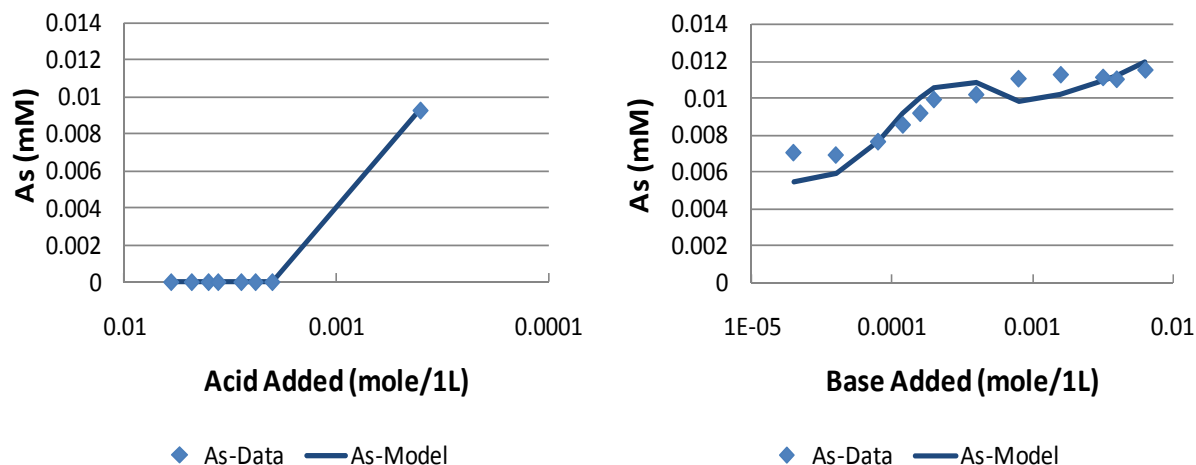 0.014
0.012
0.01
0.008
0.006
0.004
0.002
0
As (mM)
0.01
0.001
0.0001
Acid Added (mole/1L)
As-Data
As-Model
0.014
0.012
0.01
0.008
0.006
0.004
0.002
0
As (mM)
1E-05
0.0001
0.001
0.01
Base Added (mole/1L)
As-Data
As-Model